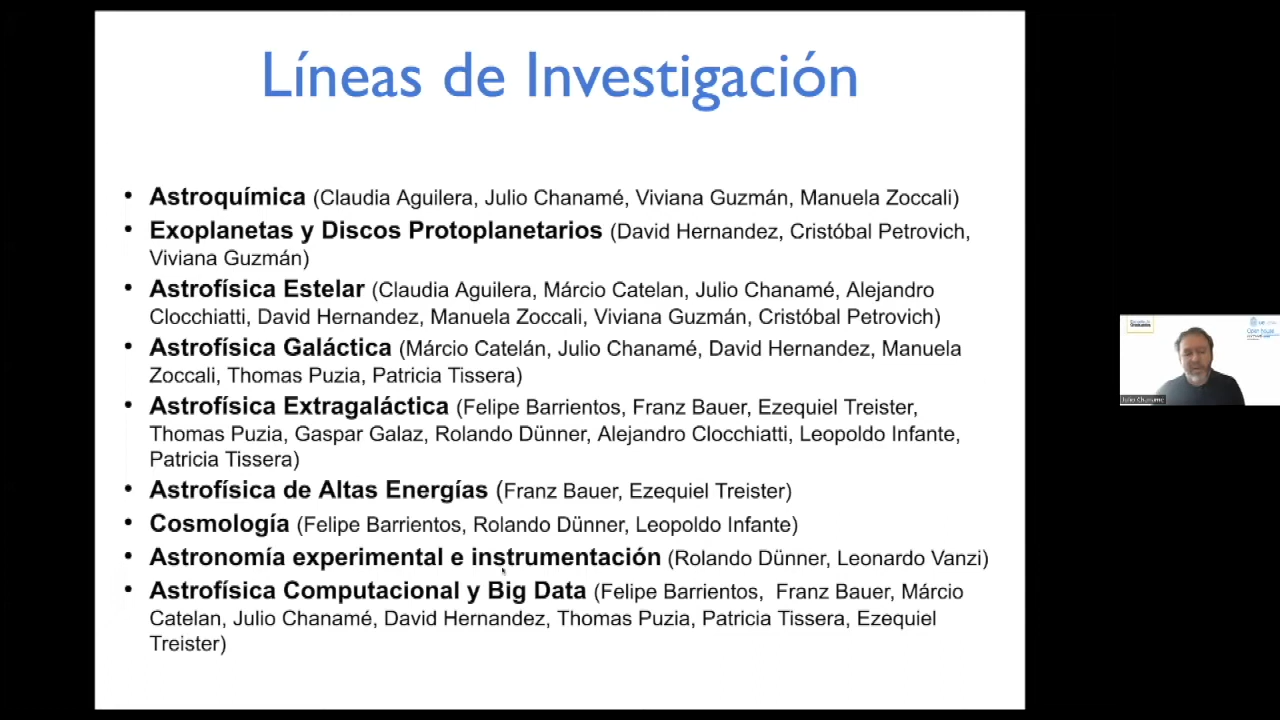 Líneas de Investigación
• Astroquímica (Claudia Aguilera, Julio Chanamé, Viviana Guzmán, Manuela Zoccali)
• Exoplanetas y Discos Protoplanetarios (David Hernandez, Cristóbal Petrovich,
Viviana Guzmán)
• Astrofísica Estelar (Claudia Aguilera, Márcio Catelan, Julio Chanamé, Alejandro
Clocchiatti, David Hernandez, Manuela Zoccali, Viviana Guzmán, Cristóbal Petrovich)
• Astrofísica Galáctica (Márcio Catelán, Julio Chanamé, David Hernandez, Manuela
Zoccali, Thomas Puzia, Patricia Tissera)
• Astrofísica Extragaláctica (Felipe Barrientos, Franz Bauer, Ezequiel Treister,
Thomas Puzia, Gaspar Galaz, Rolando Dünner, Alejandro Clocchiatti, Leopoldo Infante,
Patricia Tissera)
• Astrofísica de Altas Energías (Franz Bauer, Ezequiel Treister)
• Cosmología (Felipe Barrientos, Rolando Dünner, Leopoldo Infante)
• Astronomía experimental e instrumentación (Rolando Dünner, Leonardo Vanzi)
• Astrofísica Computacional y Big Data (Felipe Barrientos, Franz Bauer, Márcio
Catelan, Julio Chanamé, David Hernandez, Thomas Puzia, Patricia Tissera, Ezequiel
Treister)
Julio Chanamé